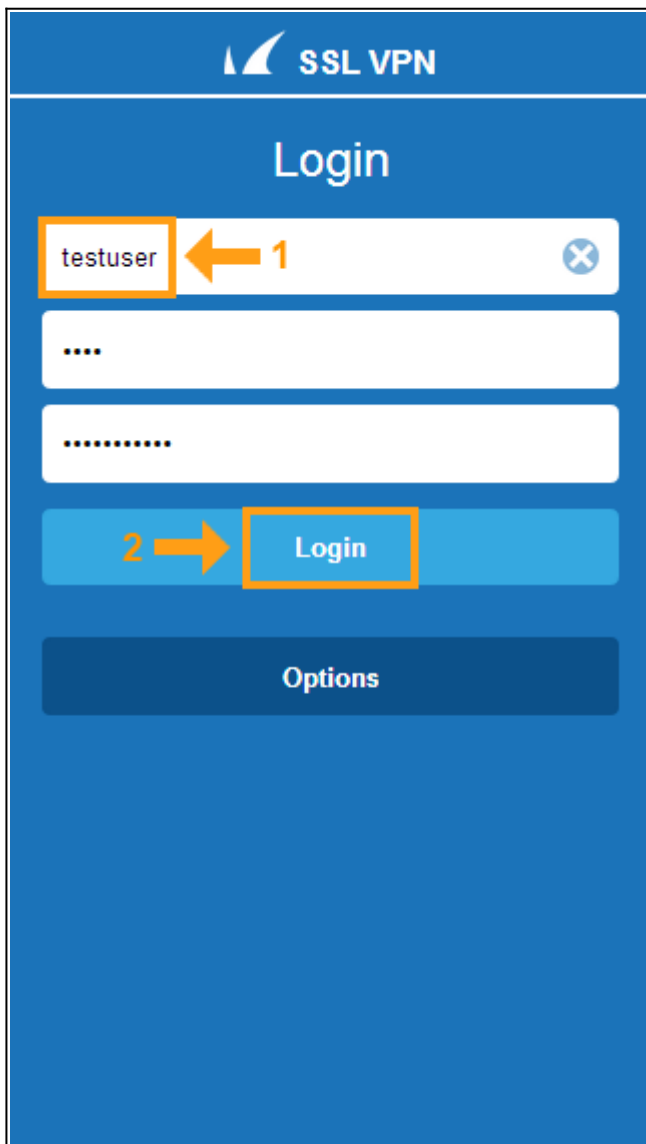 SSL VPN
Login
testuser 1
••••
•••••••••••
2 Login
Options